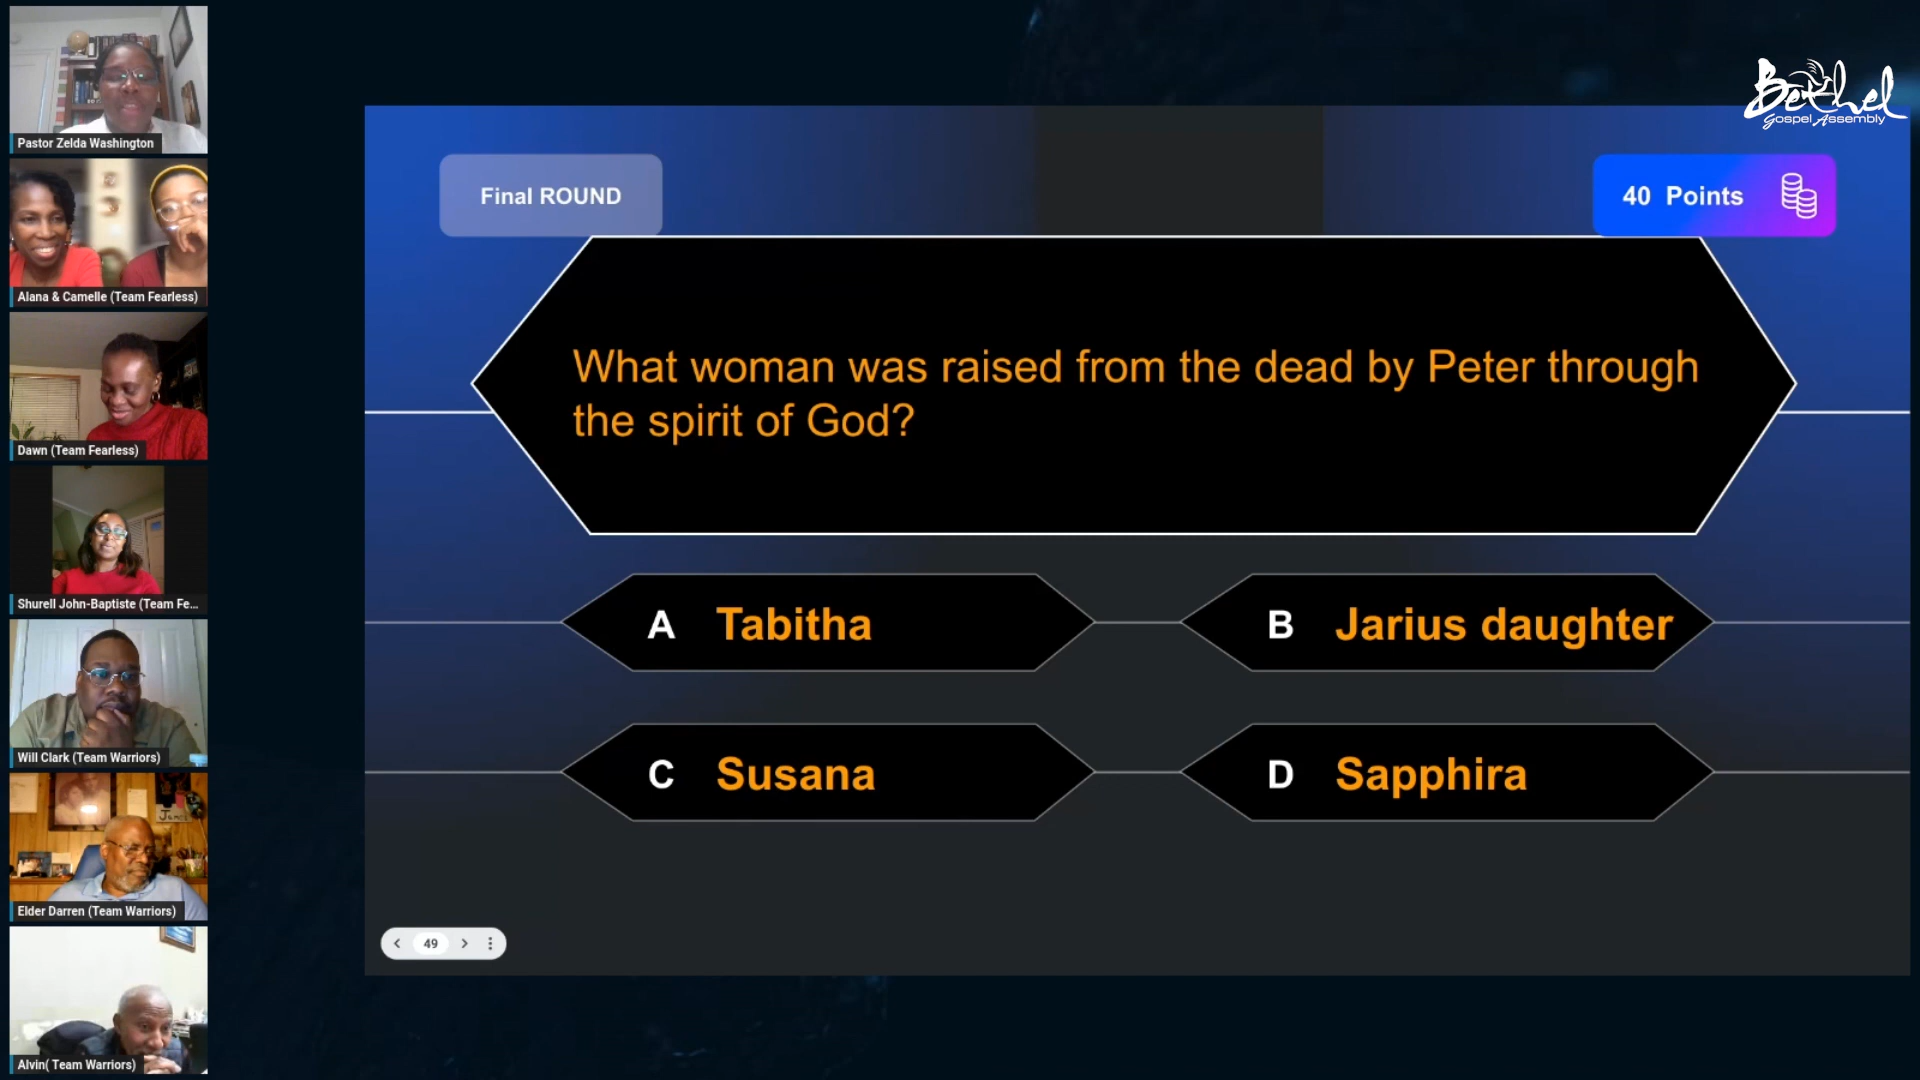 Pastor Zelda Washington
Alana & Camelle (Team Fearless)
Dawn (Team Fearless)
Shurell John-Baptiste (Team Fe...
Will Clark (Team Warriors)
James
Elder Darren (Team Warriors)
Alvin( Team Warriors)
Bethel
Gospel Assembly
Final ROUND
40 Points
What woman was raised from the dead by Peter through
the spirit of God?
A Tabitha
B Jarius daughter
C Susana
D Sapphira
49